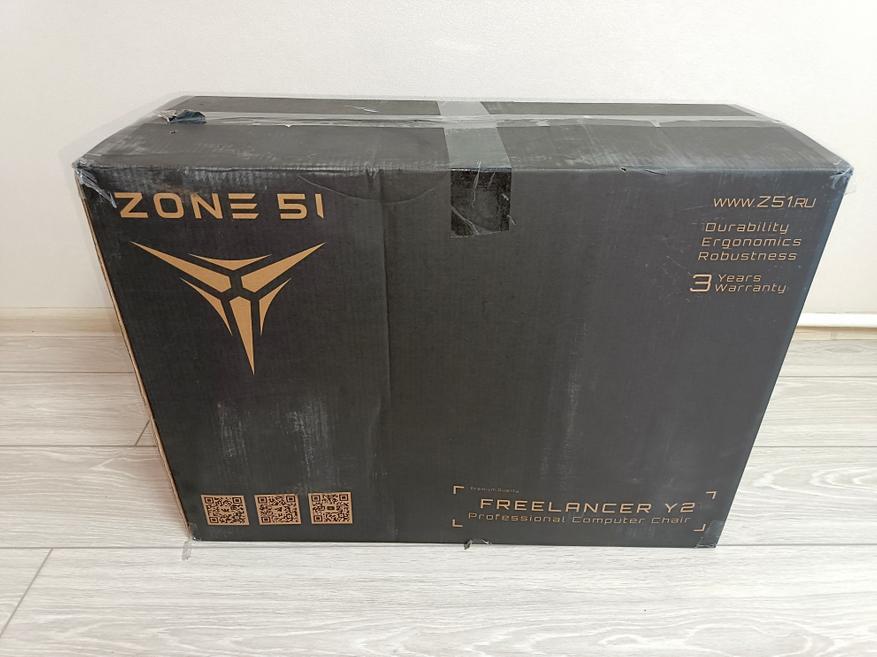 ZONE 51
www.Z51.RU
Durability
Ergonomics
Robustness
3 Years
Warranty
Premium Quality
FREELANCER Y2
Professional Computer Chair